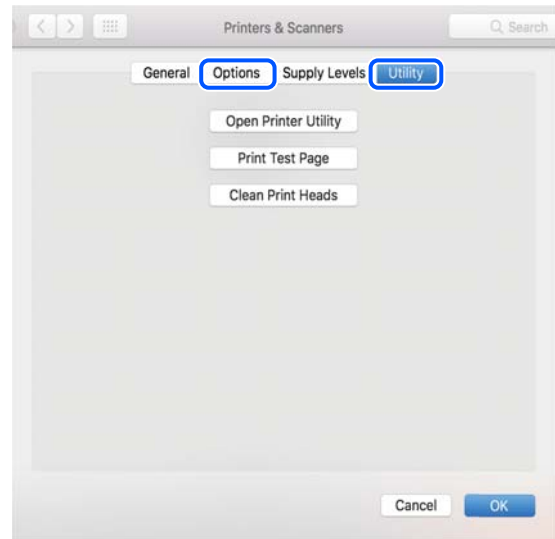 Printers & Scanners Search
General Options Supply Levels Utility
Open Printer Utility
Print Test Page
Clean Print Heads
Cancel OK